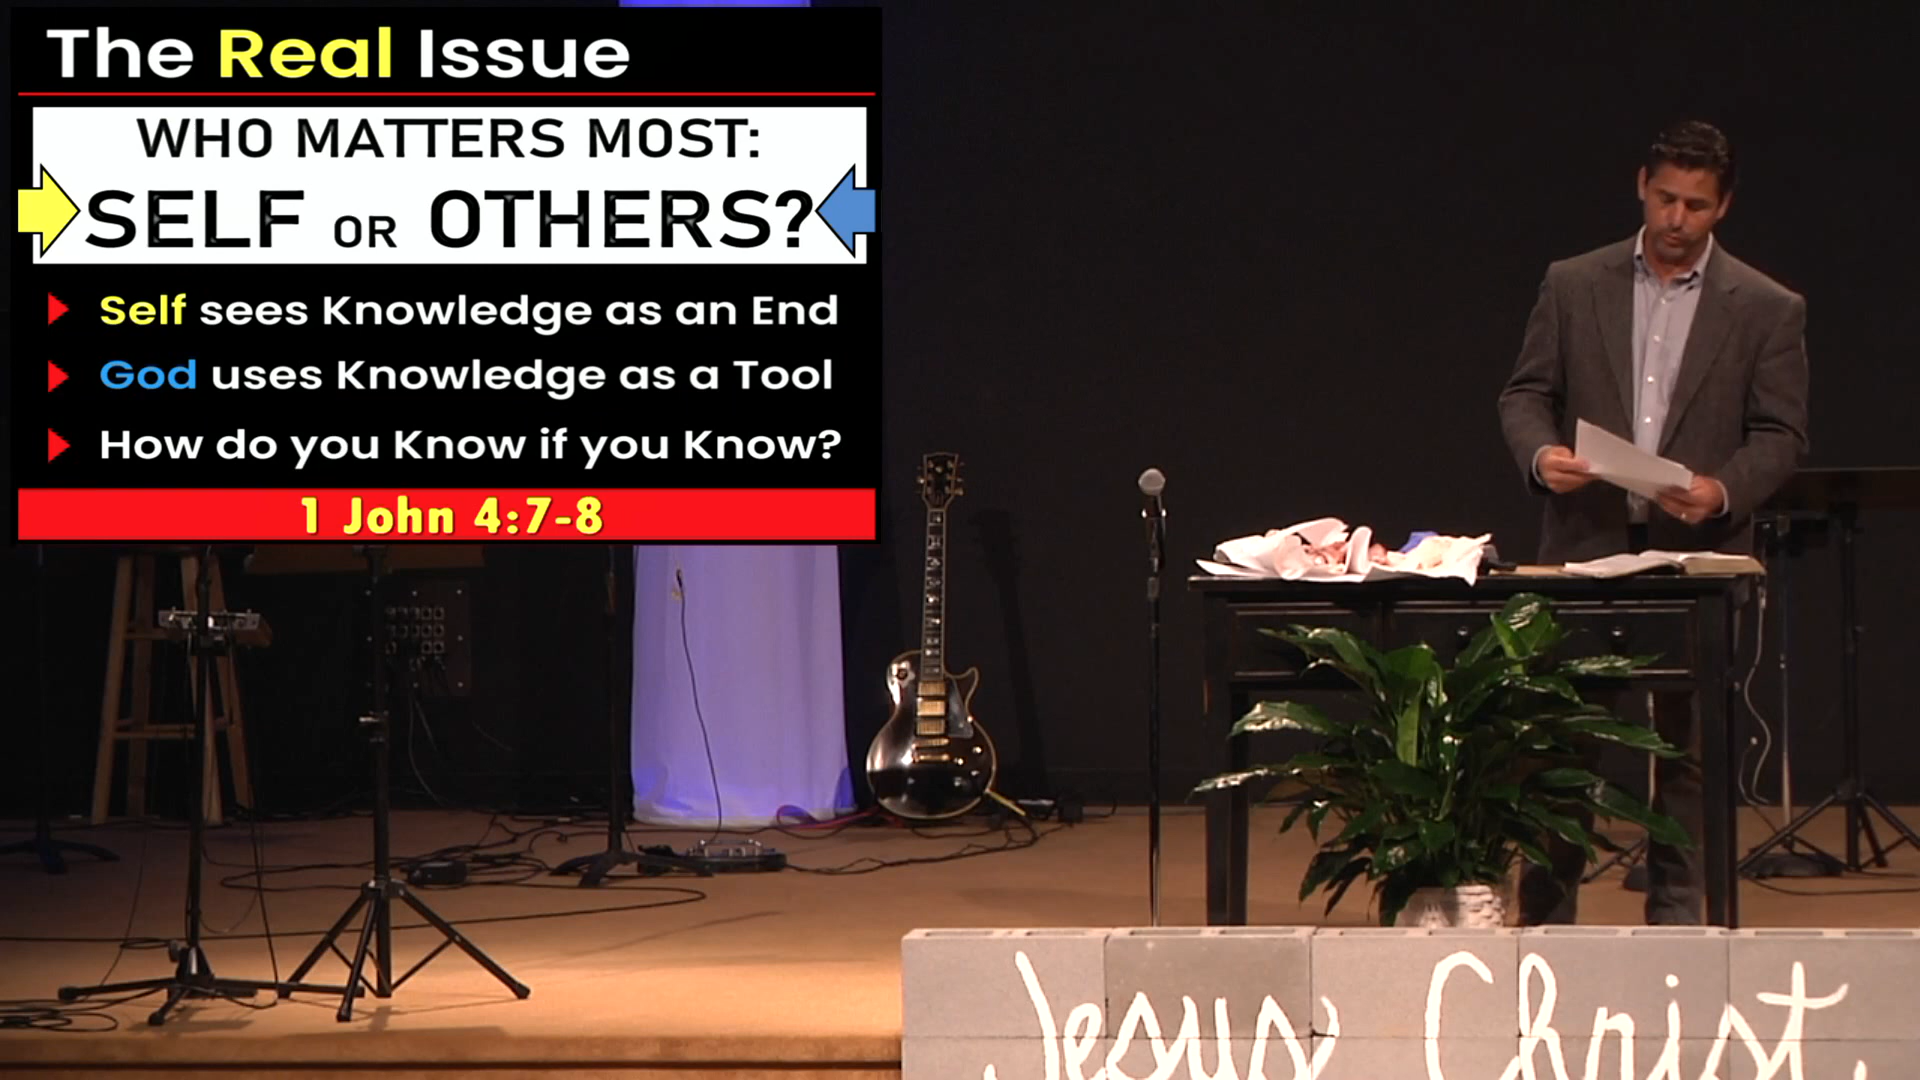 The Real Issue
WHO MATTERS MOST:
SELF OR OTHERS?
Self sees Knowledge as an End
God uses Knowledge as a Tool
How do you Know if you Know?
1 John 4:7-8
Jesus Christ